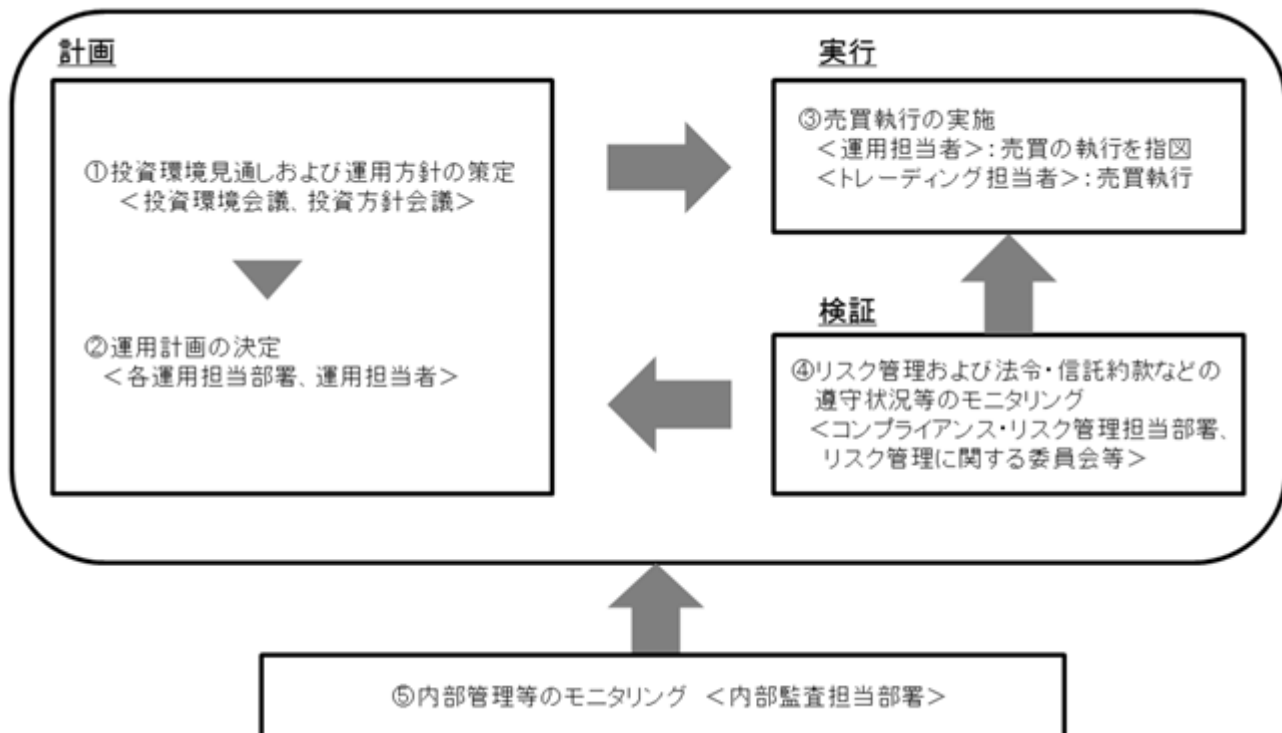 計画
①投資環境見通しおよび運用方針の策定
＜投資環境会議、投資方針会議＞
②運用計画の決定
＜各運用担当部署、運用担当者＞
実行
③売買執行の実施
＜運用担当者＞：売買の執行を指図
＜トレーディング担当者＞：売買執行
検証
④リスク管理および法令・信託約款などの
遵守状況等のモニタリング
＜コンプライアンス・リスク管理担当部署、
リスク管理に関する委員会等＞
⑤内部管理等のモニタリング ＜内部監査担当部署＞